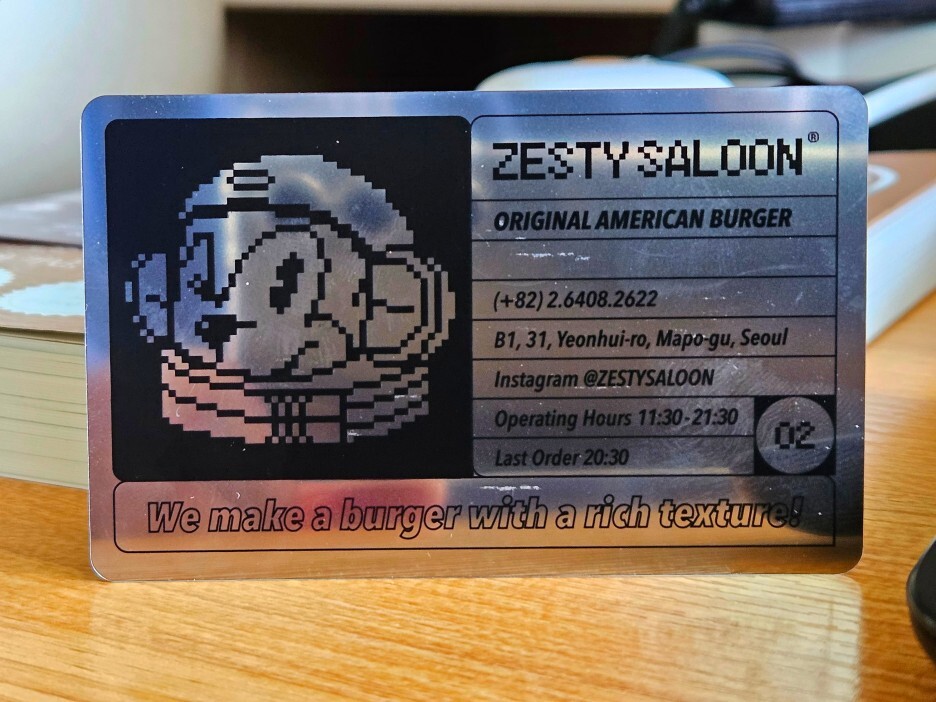 ZESTY SALOON®
ORIGINAL AMERICAN BURGER
(+82) 2.6408.2622
B1, 31, Yeonhui-ro, Mapo-gu, Seoul
Instagram @ZESTYSALOON
Operating Hours 11:30-21:30
Last Order 20:30
02
We make a burger with a rich texture!